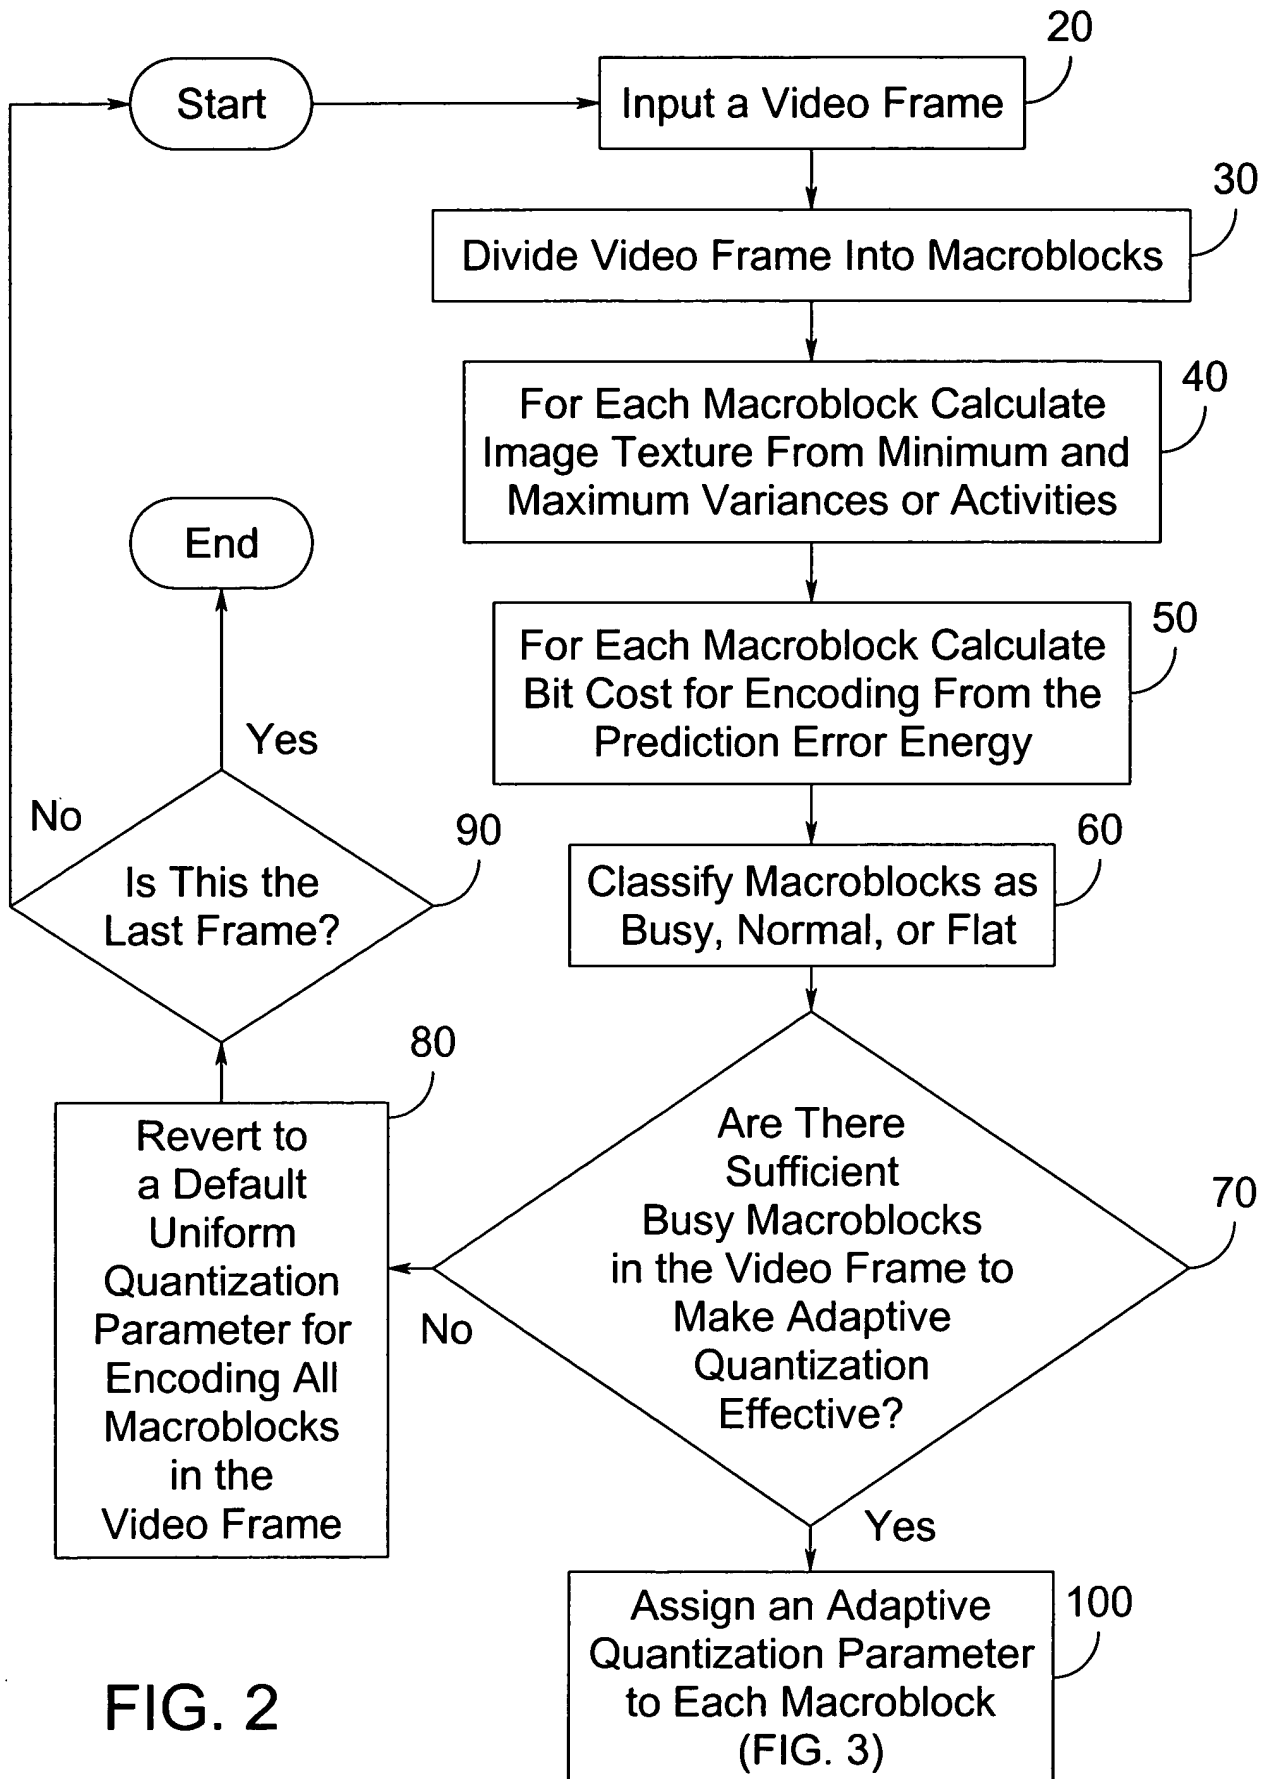 20
Start
Input a Video Frame
30
Divide Video Frame Into Macroblocks
40
For Each Macroblock Calculate
Image Texture From Minimum and
Maximum Variances or Activities
End
50
For Each Macroblock Calculate
Bit Cost for Encoding From the
Prediction Error Energy
Yes
No
90
Is This the
Last Frame?
60
Classify Macroblocks as
Busy, Normal, or Flat
80
Revert to
a Default
Uniform
Quantization
Parameter for
Encoding All
Macroblocks
in the
Video Frame
No
70
Are There
Sufficient
Busy Macroblocks
in the Video Frame to
Make Adaptive
Quantization
Effective?
Yes
100
Assign an Adaptive
Quantization Parameter
to Each Macroblock
(FIG. 3)
FIG. 2